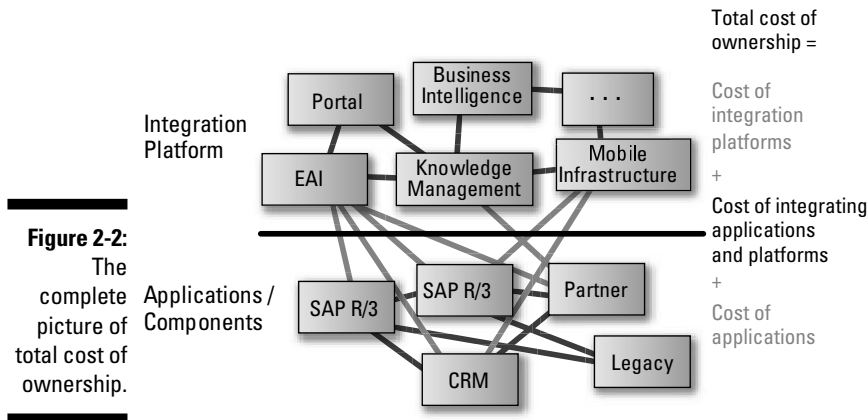 Total cost of
ownership =
Business
Intelligence
. . .
Portal
Cost of
integration
platforms
Integration
Platform
EAI
Knowledge
Management
Mobile
Infrastructure
+
Cost of integrating
applications
and platforms
Figure 2-2:
The
complete
picture of
total cost of
ownership.
Applications /
Components
SAP R/3
SAP R/3
Partner
+
Cost of
applications
CRM
Legacy